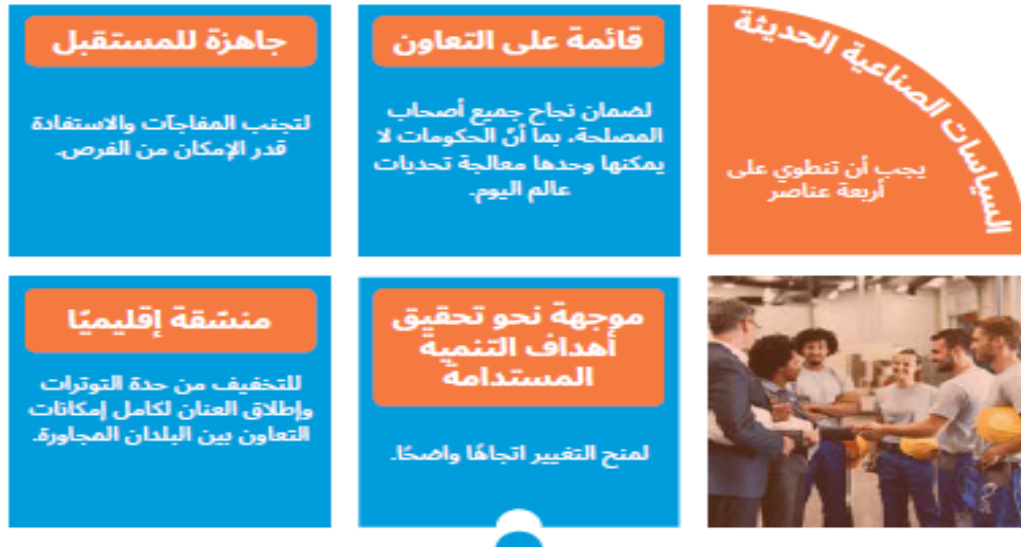 السياسات الصناعية الحديثة
يجب أن تنطوي على
أربعة عناصر
قائمة على التعاون
لضمان نجاح جميع أصحاب
المصلحة، بما أنّ الحكومات لا
يمكنها وحدها معالجة تحديات
عالم اليوم.
جاهزة للمستقبل
لتجنب المفاجآت والاستفادة
قدر الإمكان من الفرص.
موجهة نحو تحقيق
أهداف التنمية
المستدامة
لمنح التغيير اتجاهًا واضحًا.
منسّقة إقليميًا
للتخفيف من حدة التوترات
وإطلاق العنان لكامل إمكانات
التعاون بين البلدان المجاورة.